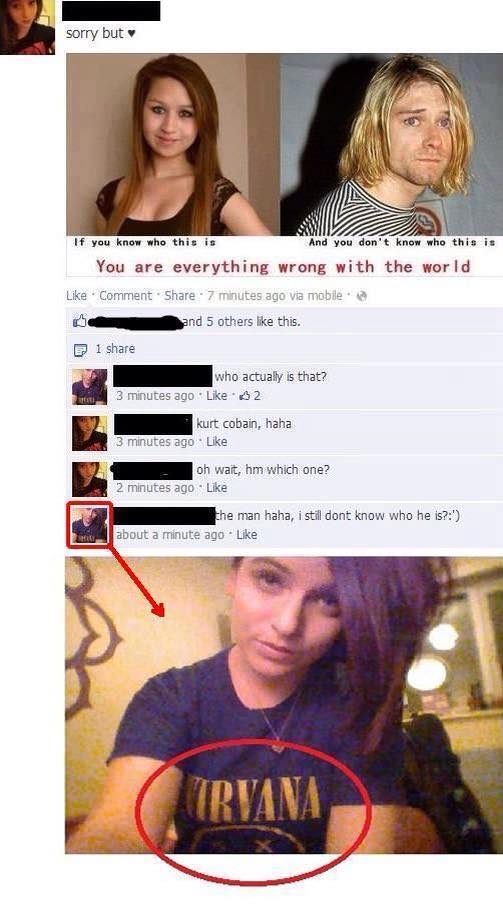 sorry but ♥
If you know who this is
And you don't know who this is
You are everything wrong with the world
Like · Comment · Share · 7 minutes ago via mobile ·
and 5 others like this.
1 share
who actually is that?
3 minutes ago · Like · 2
kurt cobain, haha
3 minutes ago · Like
oh wait, hm which one?
2 minutes ago · Like
the man haha, i still dont know who he is?:')
about a minute ago · Like
NIRVANA